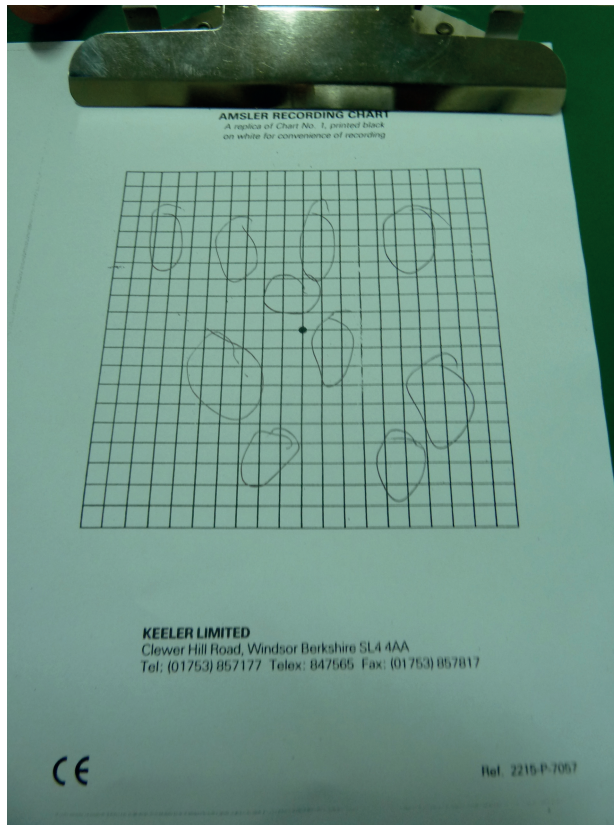 AMSLER RECORDING CHART
A replica of Chart No. 1, printed black
on white for convenience of recording
KEELER LIMITED
Clewer Hill Road, Windsor Berkshire SL4 4AA
Tel: (01753) 857177 Telex: 847565 Fax: (01753) 857817
CE
Ref. 2215-P-7057